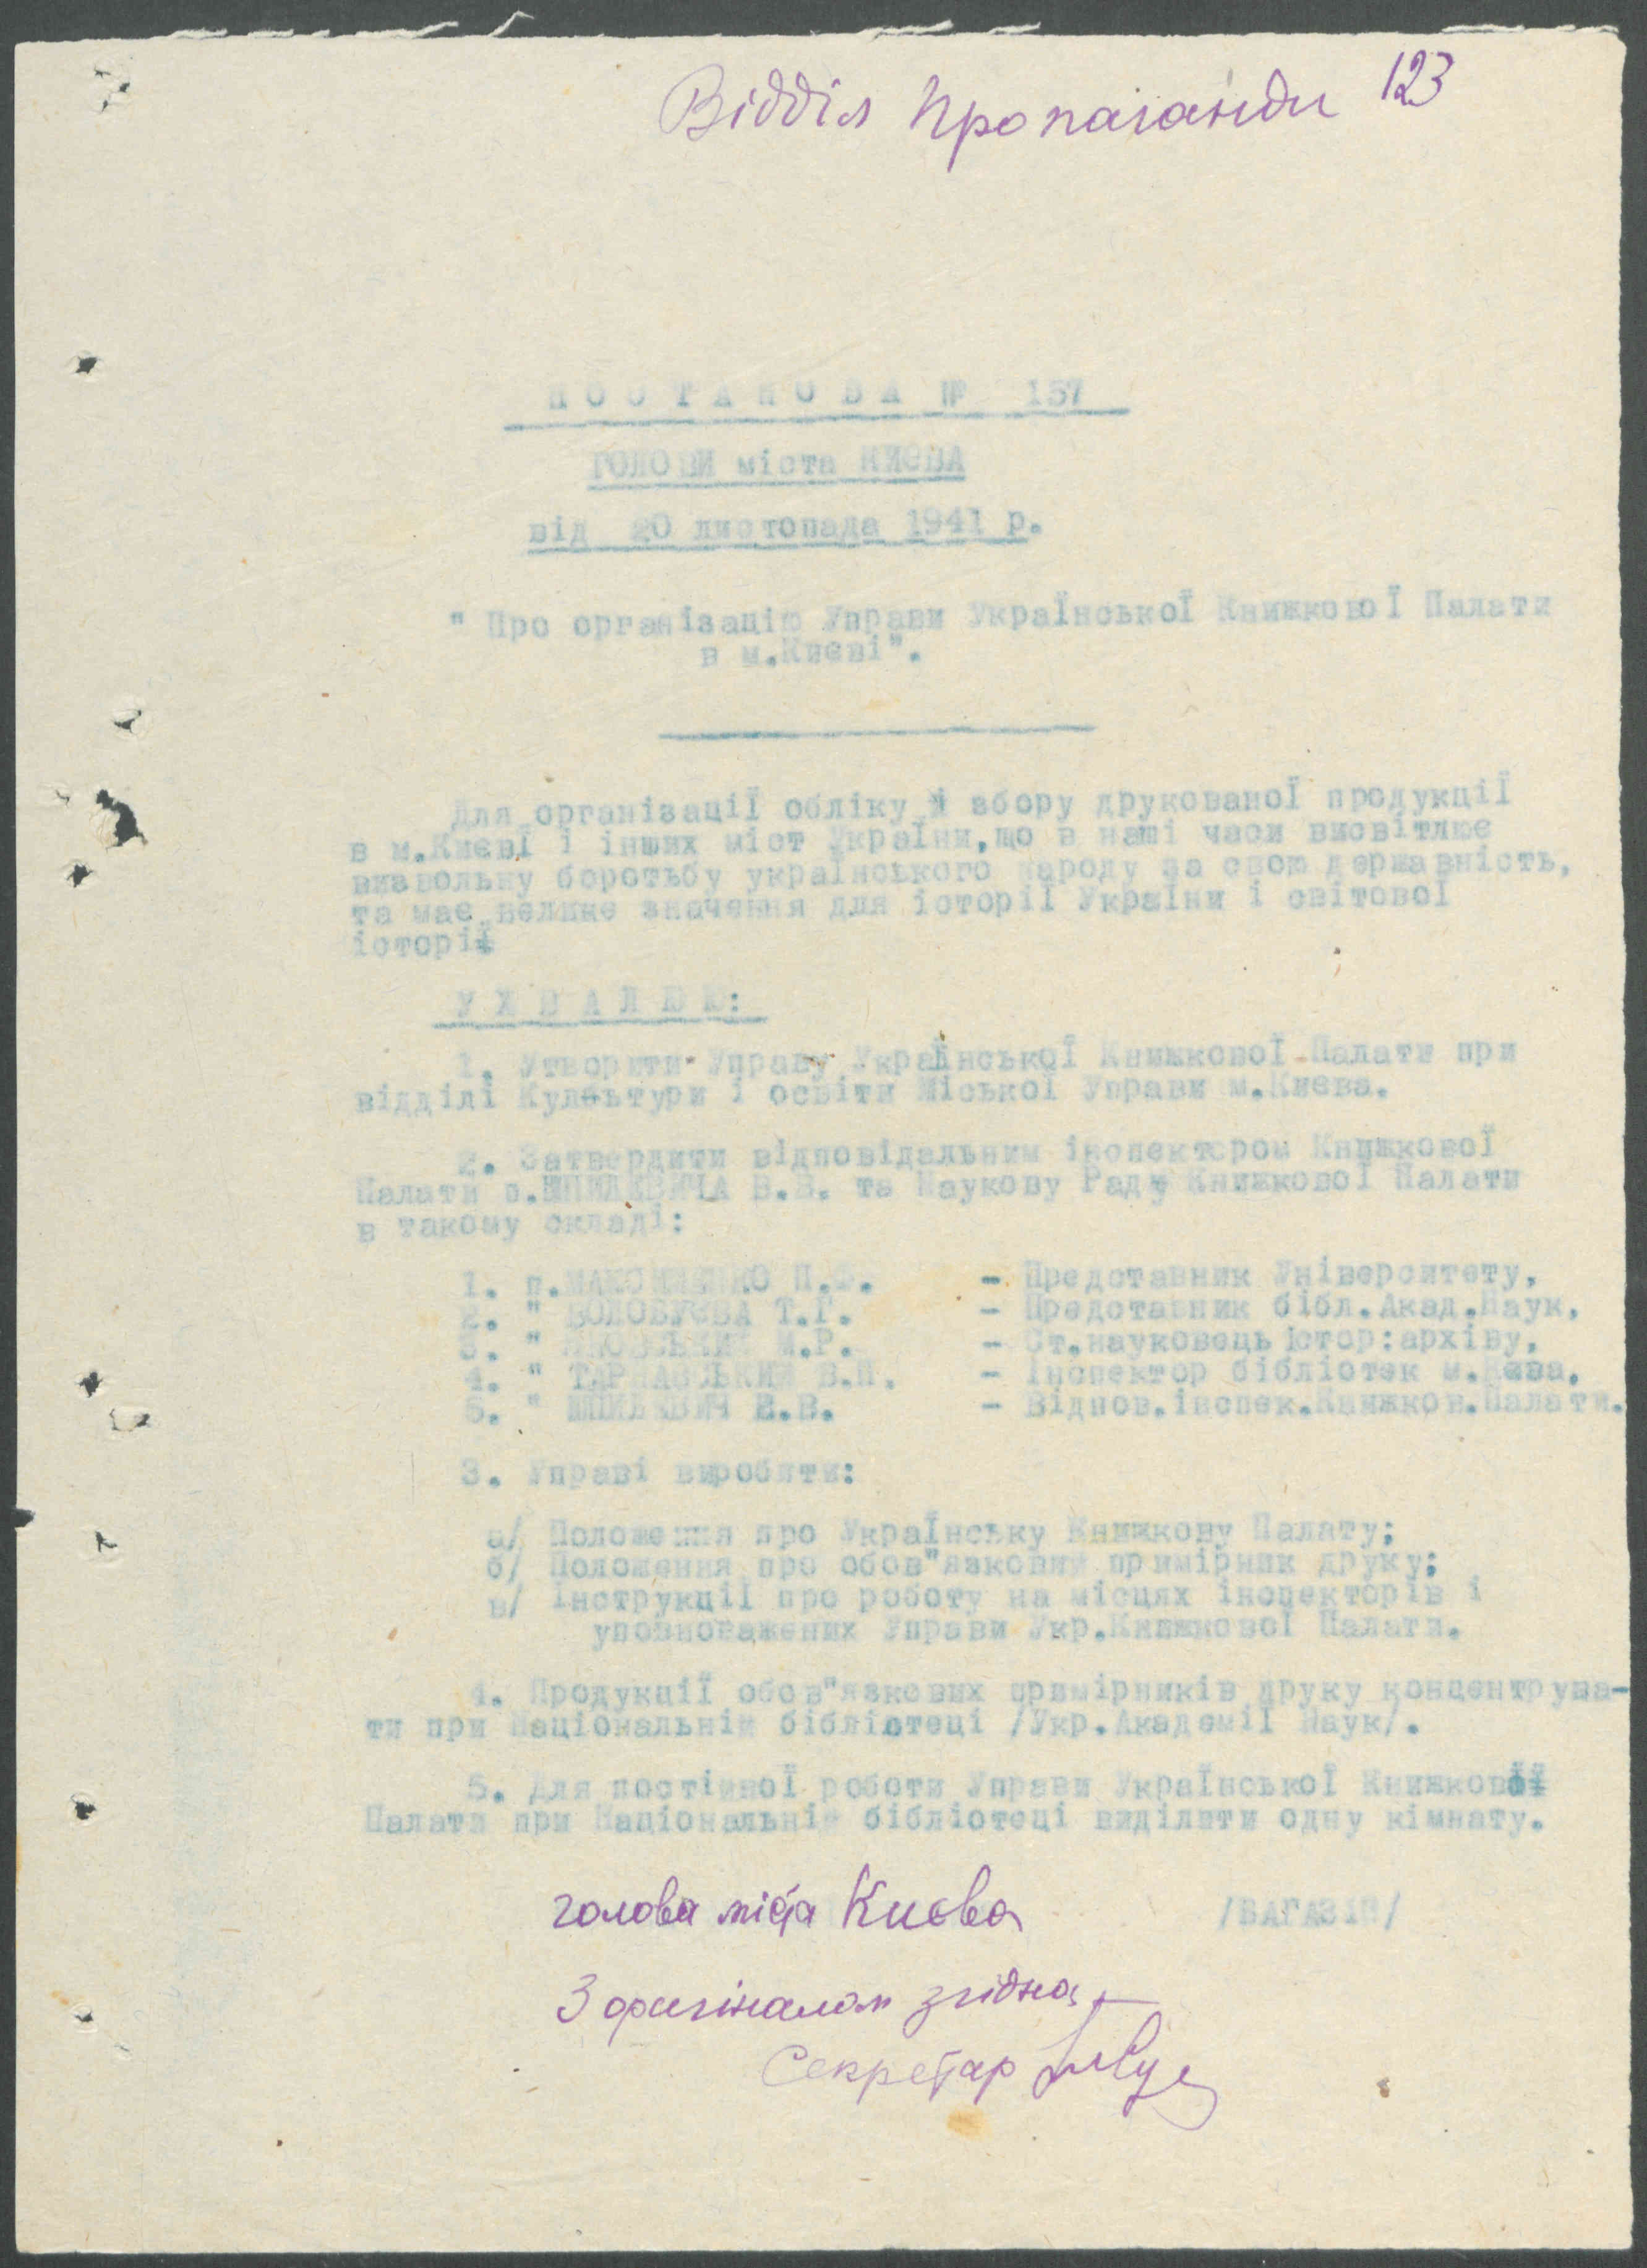 Відділ Пропаганди 123
ПОСТАНОВА № 157
ГОЛОВИ міста КИЄВА
від 20 листопада 1941 р.
" Про організацію Управи Української Книжкової Палати
в м.Києві".
Для організації обліку й збору друкованої продукції
в м.Києві і інших міст України,що в наші часи висвітлює
визвольну боротьбу українського народу за свою державність,
та має велике значення для історії України і світової
історії
УХВАЛЮЮ:
1. Утворити Управу Української Книжкової Палати при
відділі Культури і освіти Міської Управи м.Києва.
2. Затвердити відповідальним інспектором Книжкової
Палати п.ШПИЛЕВИЧА В.В. та Наукову Раду Книжкової Палати
в такому складі:
1. п. П. - Представник Університету,
2. " ВОЛОБУЄВА Т.Г. - Представник бібл.Акад.Наук,
3. " М.Р. - Ст.науковець істор:архіву,
4. " ТАРНАВСЬКИЙ В.П. - Інспектор бібліотек м.Кєва,
5. " ШПИЛЕВИЧ В.В. - Відпов.інспек.Книжков.Палати.
3. Управі виробити:
а/ Положення про Українську Книжкову Палату;
б/ Положення про обов"язковий примірник друку;
в/ Інструкції про роботу на місцях інспекторів і
уповноважених Управи Укр.Книжкової Палати.
4. Продукції обов"язкових примірників друку концентрува-
ти при Національній бібліотеці /Укр.Академії Наук/.
5. Для постійної роботи Управи Української Книжкової
Палати при Національній бібліотеці виділити одну кімнату.
Голова міста Києва /БАГАЗІЙ/
З оригіналом згідно
Секретар